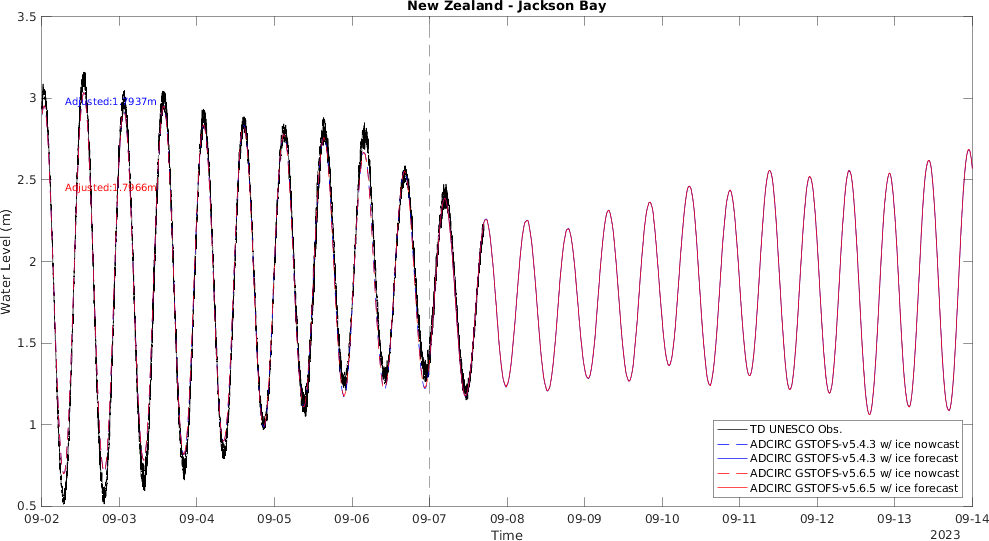 New Zealand - Jackson Bay
3.5
3
2.5
2
1.5
1
0.5
Water Level (m)
Adjusted:1.7937m
Adjusted:1.7966m
TD UNESCO Obs.
ADCIRC GSTOFS-v5.4.3 w/ ice nowcast
ADCIRC GSTOFS-v5.4.3 w/ ice forecast
ADCIRC GSTOFS-v5.6.5 w/ ice nowcast
ADCIRC GSTOFS-v5.6.5 w/ ice forecast
09-02 09-03 09-04 09-05 09-06 09-07 09-08 09-09 09-10 09-11 09-12 09-13 09-14
Time
2023